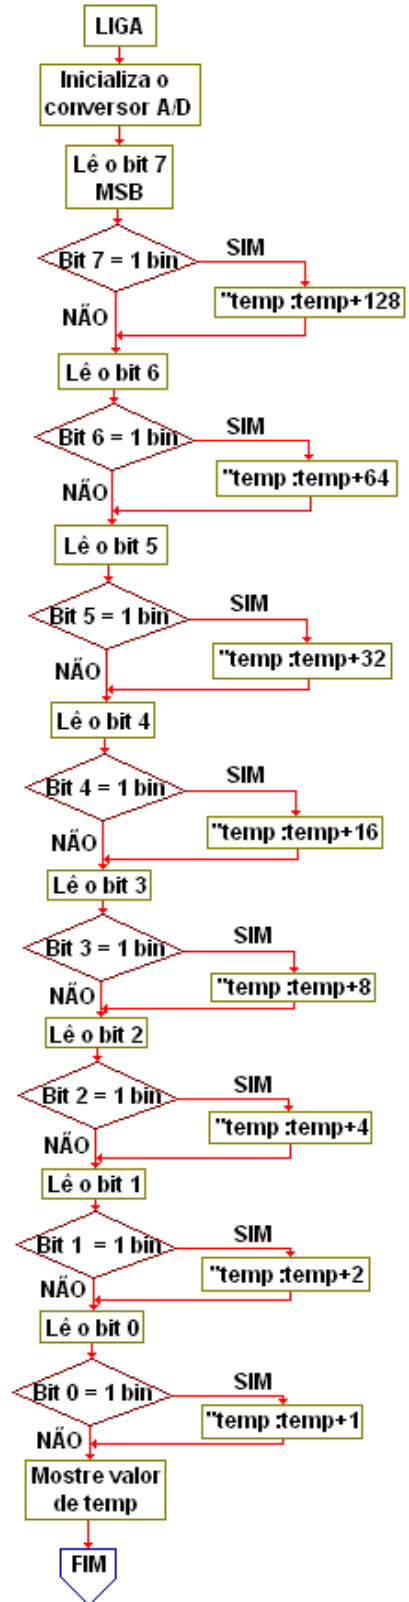 LIGA
Inicializa o
conversor A/D
Lê o bit 7
MSB
Bit 7 = 1 bin
SIM
"temp :temp+128
NÃO
Lê o bit 6
Bit 6 = 1 bin
SIM
"temp :temp+64
NÃO
Lê o bit 5
Bit 5 = 1 bin
SIM
"temp :temp+32
NÃO
Lê o bit 4
Bit 4 = 1 bin
SIM
"temp :temp+16
NÃO
Lê o bit 3
Bit 3 = 1 bin
SIM
"temp :temp+8
NÃO
Lê o bit 2
Bit 2 = 1 bin
SIM
"temp :temp+4
NÃO
Lê o bit 1
Bit 1 = 1 bin
SIM
"temp :temp+2
NÃO
Lê o bit 0
Bit 0 = 1 bin
SIM
"temp :temp+1
NÃO
Mostre valor
de temp
FIM